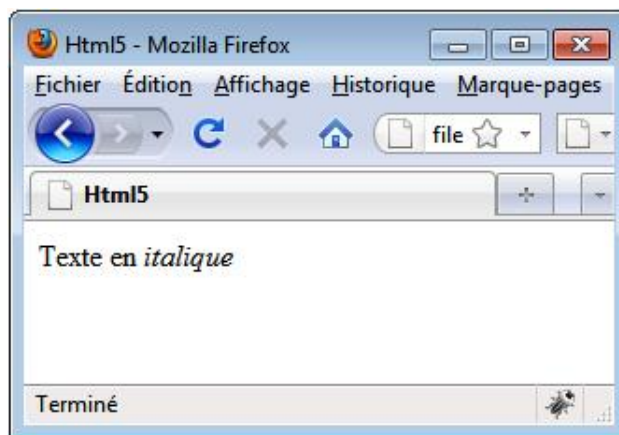 Html5 - Mozilla Firefox
Fichier Édition Affichage Historique Marque-pages
file
Html5
Texte en italique
Terminé